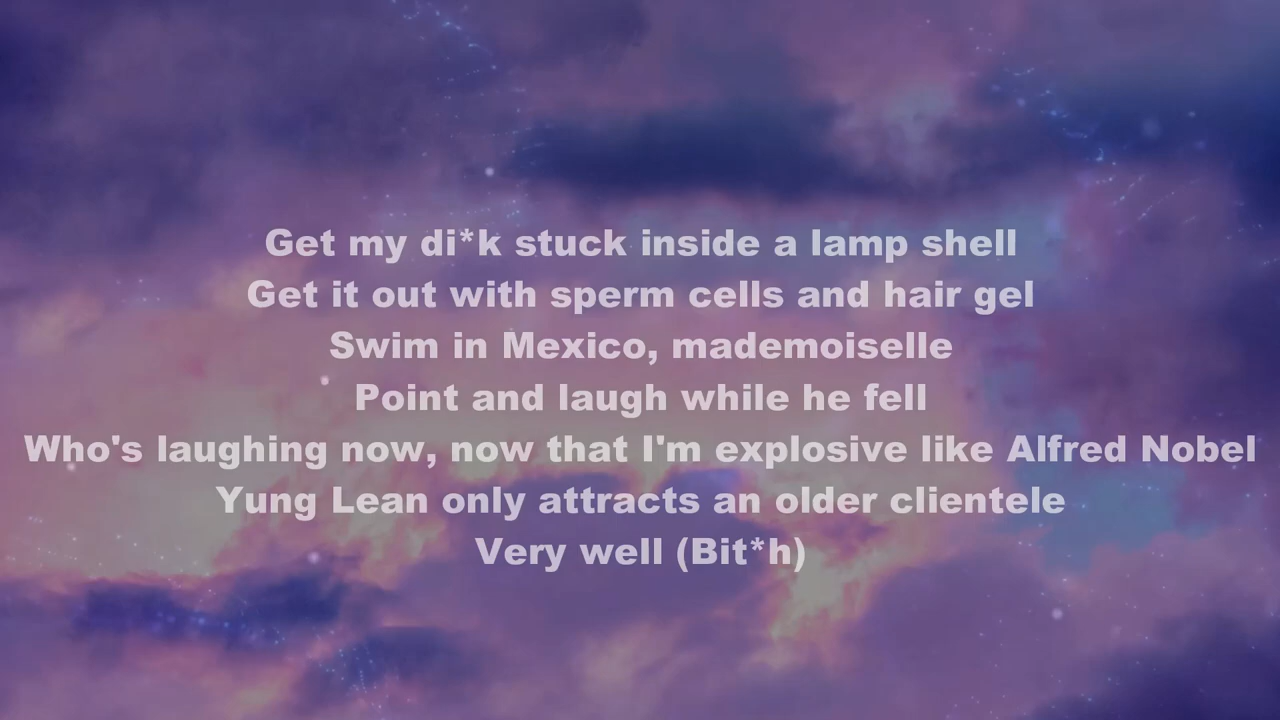 Get my di*k stuck inside a lamp shell
Get it out with sperm cells and hair gel
Swim in Mexico, mademoiselle
Point and laugh while he fell
Who's laughing now, now that I'm explosive like Alfred Nobel
Yung Lean only attracts an older clientele
Very well (Bit*h)